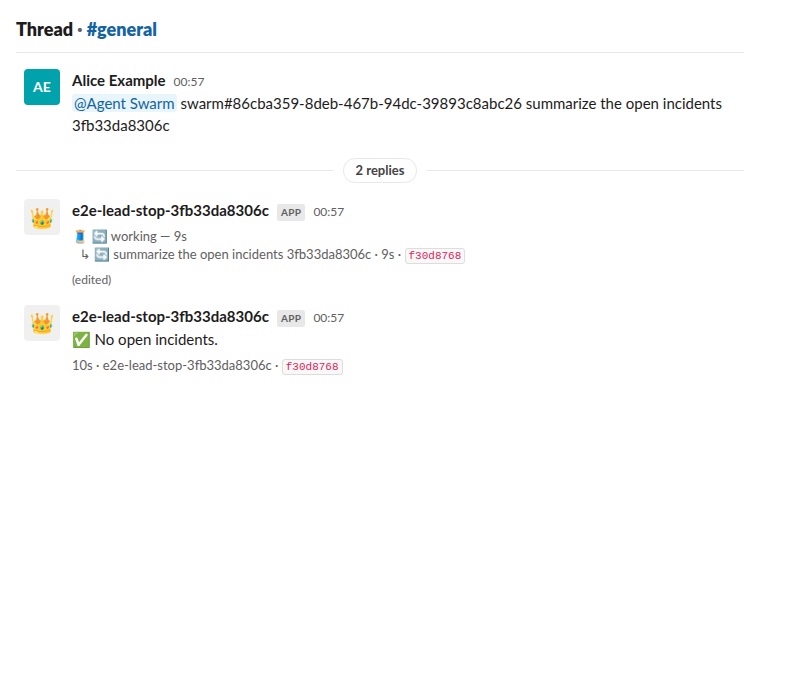 Thread • #general
AE
Alice Example 00:57
@Agent Swarm swarm#86cba359-8deb-467b-94dc-39893c8abc26 summarize the open incidents
3fb33da8306c
2 replies
e2e-lead-stop-3fb33da8306c APP 00:57
🧵 🔄 working — 9s
↳ 🔄 summarize the open incidents 3fb33da8306c · 9s · f30d8768
(edited)
e2e-lead-stop-3fb33da8306c APP 00:57
✅ No open incidents.
10s · e2e-lead-stop-3fb33da8306c · f30d8768